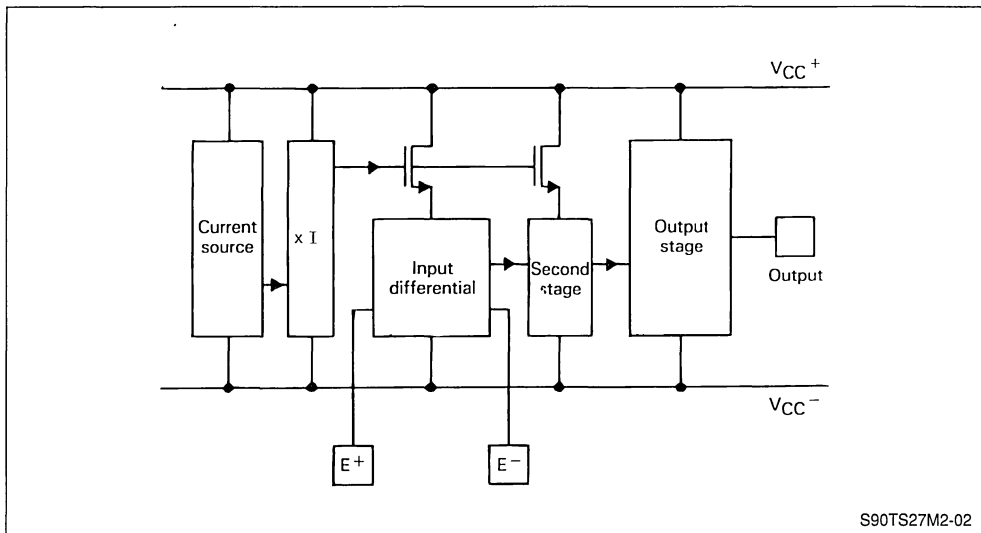 VCC+
Current
source
x I
Input
differential
Second
stage
Output
stage
Output
VCC−
E+
E−
S90TS27M2-02